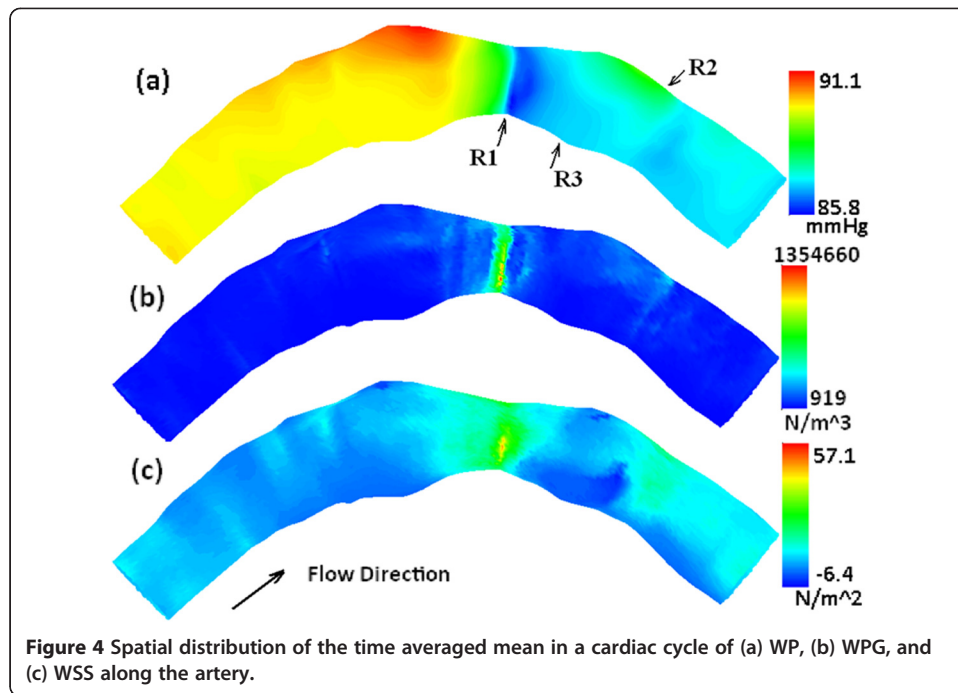 (a)
R1
R2
R3
91.1
85.8
mmHg
(b)
1354660
919
N/m^3
(c)
57.1
-6.4
N/m^2
Flow Direction
Figure 4 Spatial distribution of the time averaged mean in a cardiac cycle of (a) WP, (b) WPG, and
(c) WSS along the artery.